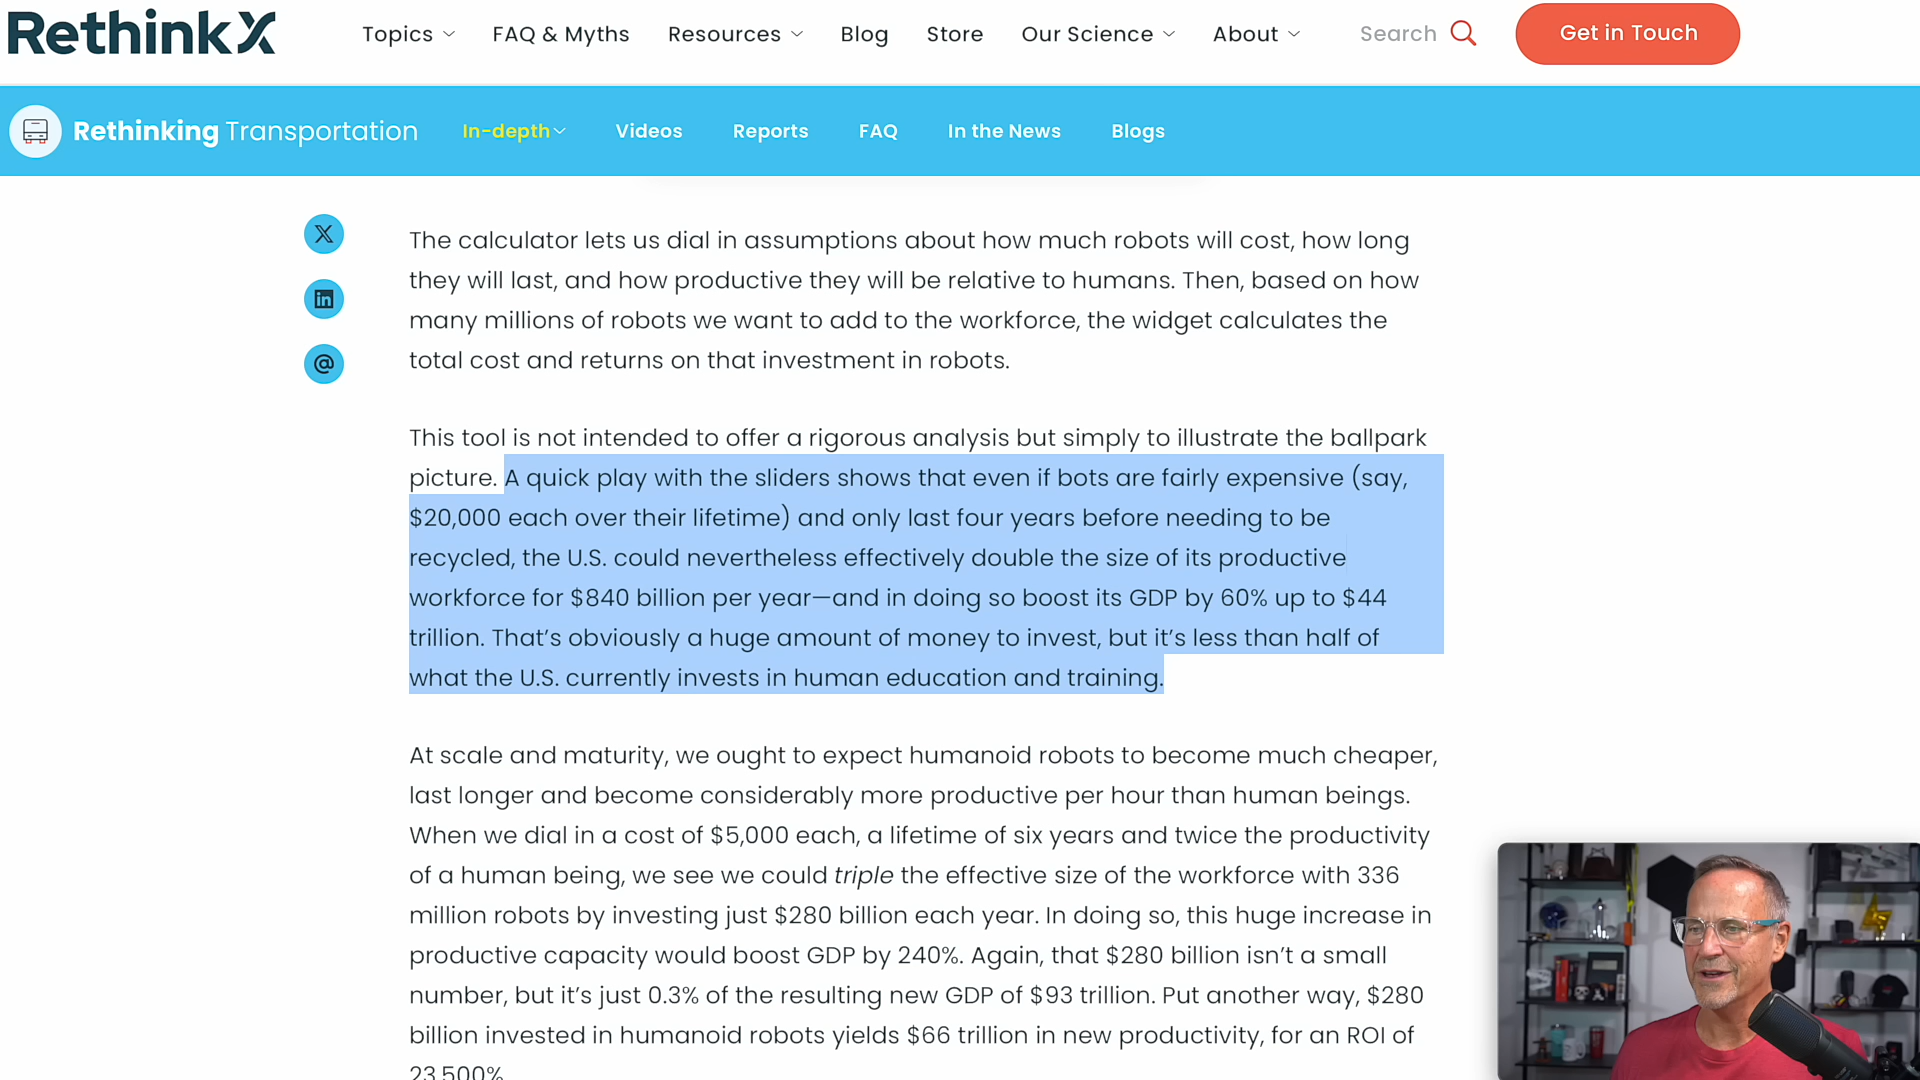 RethinkX
Topics
FAQ & Myths
Resources
Blog
Store
Our Science
About
Search
Get in Touch
Rethinking Transportation
In-depth
Videos
Reports
FAQ
In the News
Blogs
The calculator lets us dial in assumptions about how much robots will cost, how long
they will last, and how productive they will be relative to humans. Then, based on how
many millions of robots we want to add to the workforce, the widget calculates the
total cost and returns on that investment in robots.
This tool is not intended to offer a rigorous analysis but simply to illustrate the ballpark
picture. A quick play with the sliders shows that even if bots are fairly expensive (say,
$20,000 each over their lifetime) and only last four years before needing to be
recycled, the U.S. could nevertheless effectively double the size of its productive
workforce for $840 billion per year—and in doing so boost its GDP by 60% up to $44
trillion. That’s obviously a huge amount of money to invest, but it’s less than half of
what the U.S. currently invests in human education and training.
At scale and maturity, we ought to expect humanoid robots to become much cheaper,
last longer and become considerably more productive per hour than human beings.
When we dial in a cost of $5,000 each, a lifetime of six years and twice the productivity
of a human being, we see we could triple the effective size of the workforce with 336
million robots by investing just $280 billion each year. In doing so, this huge increase in
productive capacity would boost GDP by 240%. Again, that $280 billion isn’t a small
number, but it’s just 0.3% of the resulting new GDP of $93 trillion. Put another way, $280
billion invested in humanoid robots yields $66 trillion in new productivity, for an ROI of
23,500%.